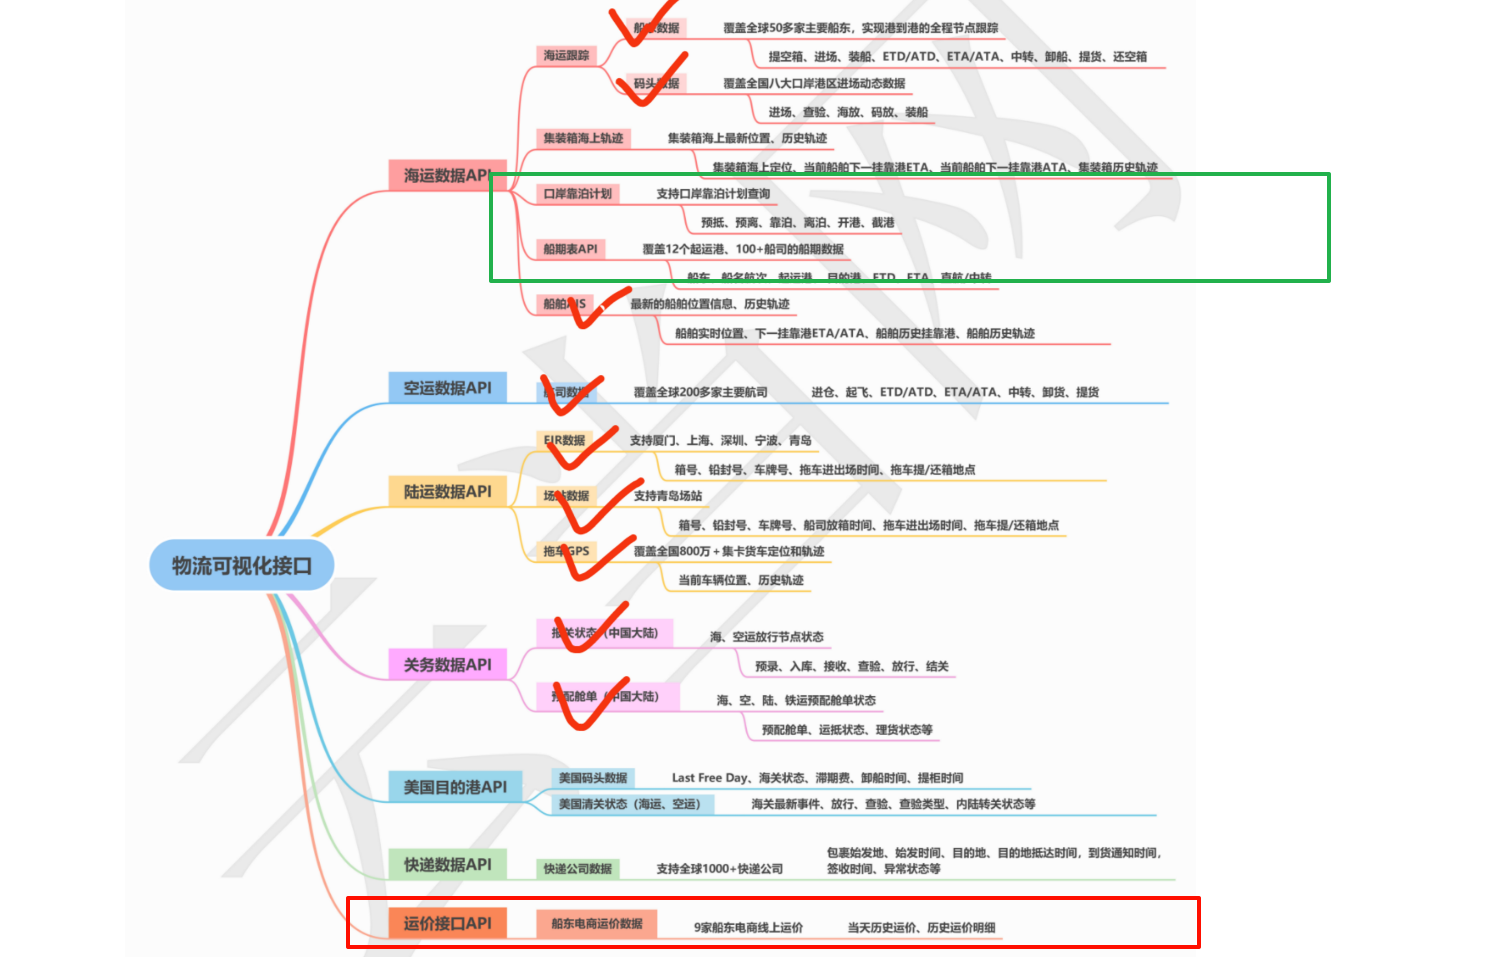 物流可视化接口
海运数据API
海运跟踪
船东数据
覆盖全球50多家主要船东，实现港到港的全程节点跟踪
提空箱、进场、装船、ETD/ATD、ETA/ATA、中转、卸船、提货、还空箱
码头数据
覆盖全国八大口岸港区进场动态数据
进场、查验、海放、码放、装船
集装箱海上轨迹
集装箱海上最新位置、历史轨迹
集装箱海上定位、当前船舶下一挂靠港ETA、当前船舶下一挂靠港ATA、集装箱历史轨迹
口岸靠泊计划
支持口岸靠泊计划查询
预抵、预离、靠泊、离泊、开港、截港
船期表API
覆盖12个起运港、100+船司的船期数据
船东、船名航次、起运港、目的港、ETD、ETA、直航/中转
船舶AIS
最新的船舶位置信息、历史轨迹
船舶实时位置、下一挂靠港ETA/ATA、船舶历史挂靠港、船舶历史轨迹
空运数据API
航司数据
覆盖全球200多家主要航司
进仓、起飞、ETD/ATD、ETA/ATA、中转、卸货、提货
陆运数据API
EIR数据
支持厦门、上海、深圳、宁波、青岛
箱号、铅封号、车牌号、拖车进出场时间、拖车提/还箱地点
场站数据
支持青岛场站
箱号、铅封号、车牌号、船司放箱时间、拖车进出场时间、拖车提/还箱地点
拖车GPS
覆盖全国800万＋集卡货车定位和轨迹
当前车辆位置、历史轨迹
关务数据API
报关状态（中国大陆)
海、空运放行节点状态
预录、入库、接收、查验、放行、结关
预配舱单（中国大陆）
海、空、陆、铁运预配舱单状态
预配舱单、运抵状态、理货状态等
美国目的港API
美国码头数据
Last Free Day、海关状态、滞期费、卸船时间、提柜时间
美国清关状态（海运、空运）
海关最新事件、放行、查验、查验类型、内陆转关状态等
快递数据API
快递公司数据
支持全球1000+快递公司
包裹始发地、始发时间、目的地、目的地抵达时间，到货通知时间，
签收时间、异常状态等
运价接口API
船东电商运价数据
9家船东电商线上运价
当天历史运价、历史运价明细